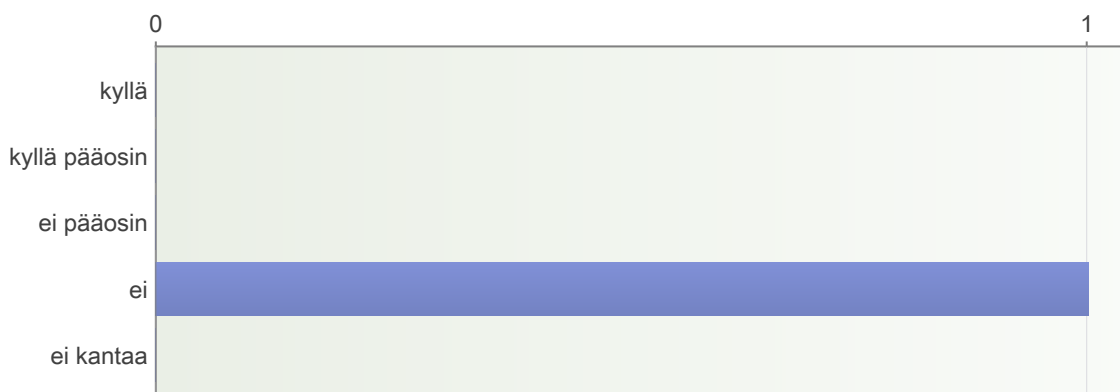 0 1
kyllä
kyllä pääosin
ei pääosin
ei
ei kantaa